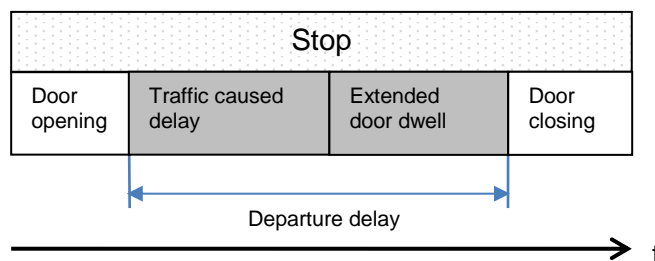 Stop
Door
opening
Traffic caused
delay
Extended
door dwell
Door
closing
Departure delay